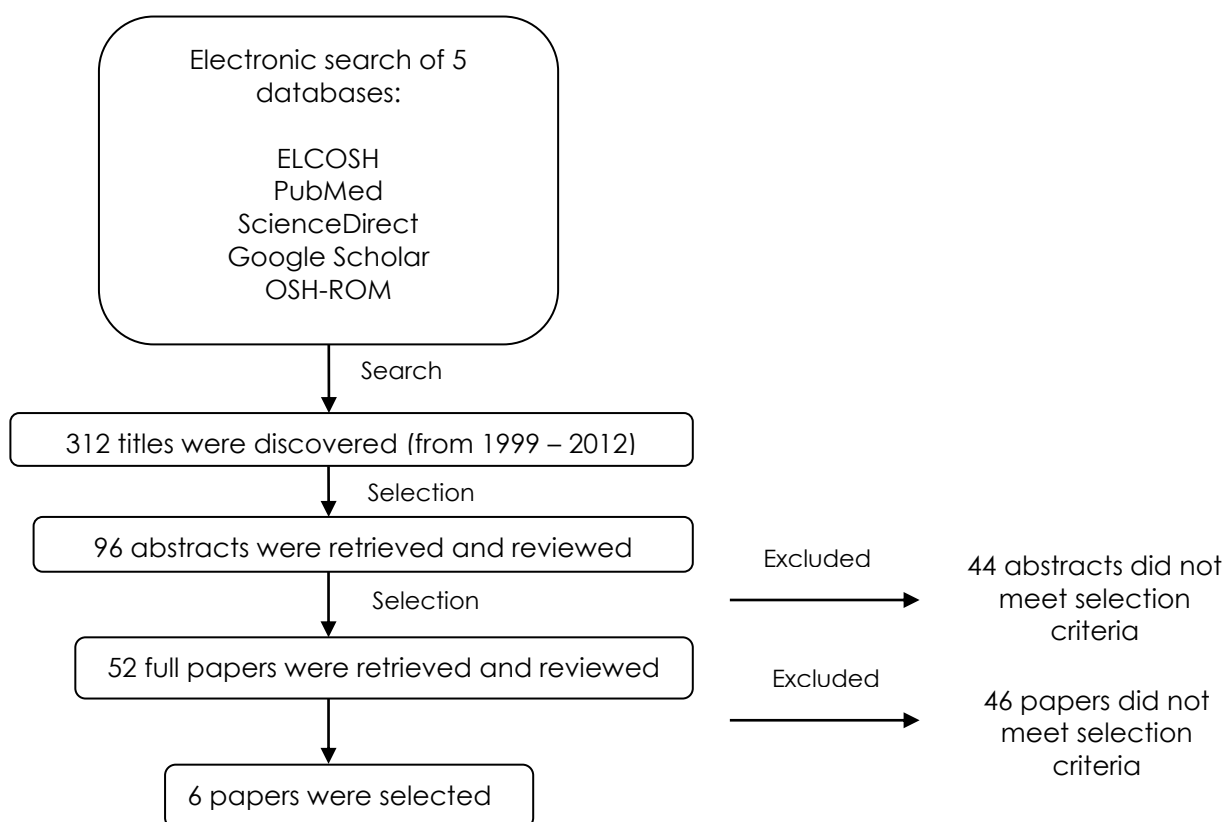 Electronic search of 5
databases:
ELCOSH
PubMed
ScienceDirect
Google Scholar
OSH-ROM
Search
312 titles were discovered (from 1999 – 2012)
Selection
96 abstracts were retrieved and reviewed
Excluded
44 abstracts did not
meet selection
criteria
Selection
52 full papers were retrieved and reviewed
Excluded
46 papers did not
meet selection
criteria
6 papers were selected